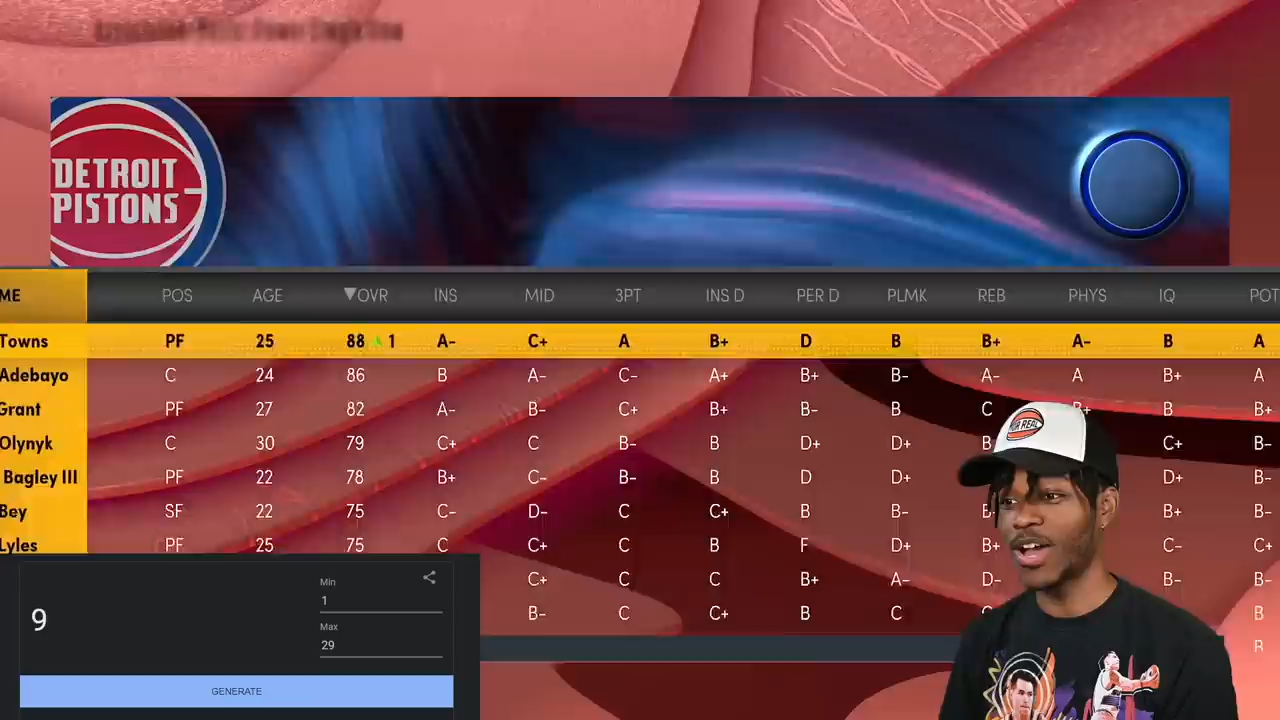 DETROIT
PISTONS
ME POS AGE ▼OVR INS MID 3PT INS D PER D PLMK REB PHYS IQ POT
Towns PF 25 88 1 A- C+ A B+ D B B+ A- B A
Adebayo C 24 86 B A- C- A+ B+ B- A- A B+ A
Grant PF 27 82 A- B- C+ B+ B- B C B+ B B+
Olynyk C 30 79 C+ C B- B D+ D+ B C+ B-
Bagley III PF 22 78 B+ C- B- B D D+ D+ B-
Bey SF 22 75 C- D- C C+ B B- B B+ B-
Lyles PF 25 75 C C+ C B F D+ B+ C- C+
C+ C C B+ A- D- B- B-
B- C C+ B C B
FOR REAL
Min
1
9
Max
29
GENERATE